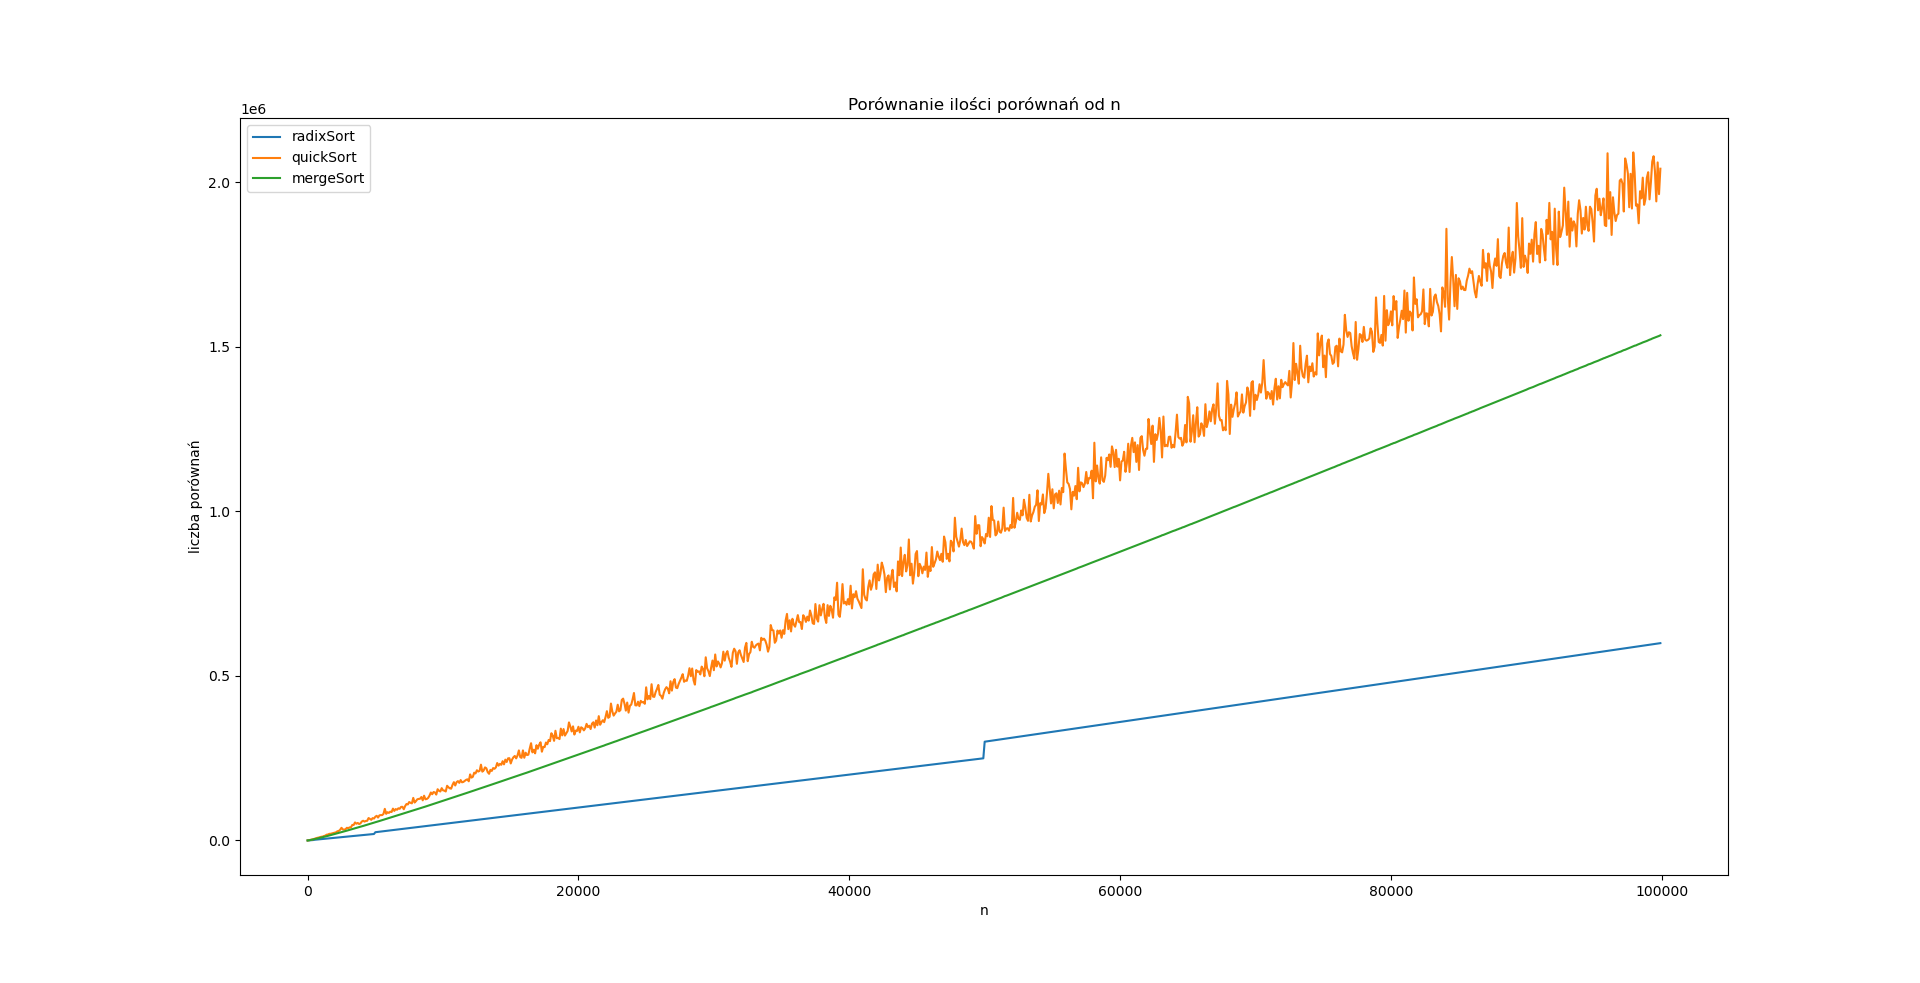 Porównanie ilości porównań od n
1e6
radixSort
quickSort
mergeSort
2.0
1.5
1.0
0.5
0.0
liczba porównań
0 20000 40000 60000 80000 100000
n